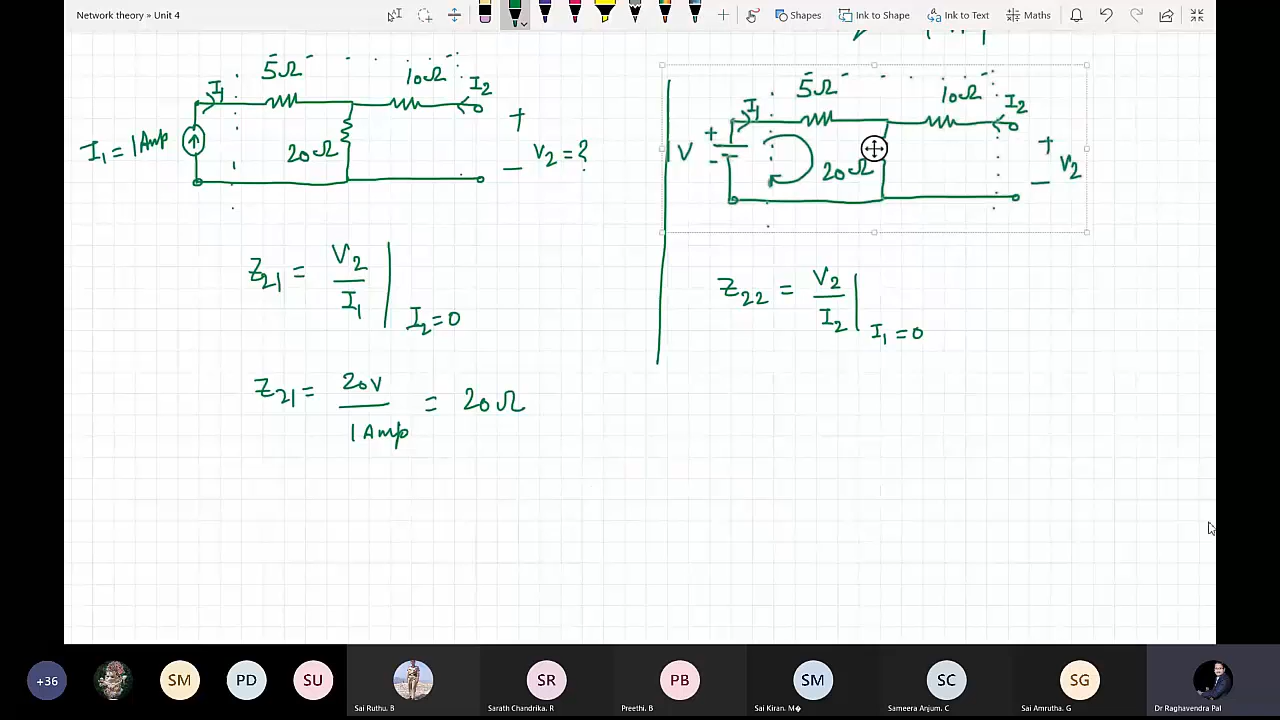 Network theory » Unit 4
Shapes
Ink to Shape
Ink to Text
Maths
5Ω
10Ω
I1
I2
I1 = 1Amp
20Ω
+
-
V2 = ?
Z21 = V2 / I1 | I2=0
Z21 = 20V / 1Amp = 20Ω
5Ω
10Ω
I1
I2
V
+
-
20Ω
+
-
V2
Z22 = V2 / I2 | I1 = 0
+36
SM
PD
SU
SR
PB
SM
SC
SG
Sai Ruthu. B
Sarath Chandrika. R
Preethi. B
Sai Kiran. M�
Sameera Anjum. C
Sai Amrutha. G
Dr Raghavendra Pal